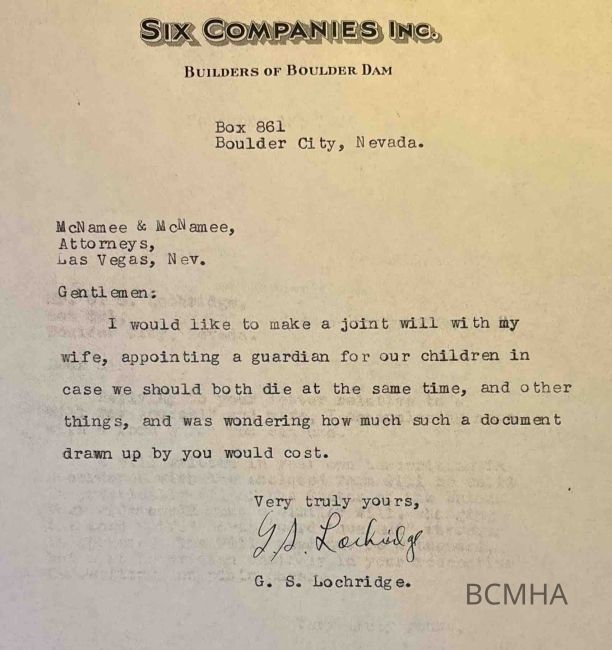 SIX COMPANIES INC.
BUILDERS OF BOULDER DAM
Box 861
Boulder City, Nevada.
McNamee & McNamee,
Attorneys,
Las Vegas, Nev.
Gentlemen:
I would like to make a joint will with my
wife, appointing a guardian for our children in
case we should both die at the same time, and other
things, and was wondering how much such a document
drawn up by you would cost.
Very truly yours,
G. S. Lochridge
G. S. Lochridge.
BCMHA